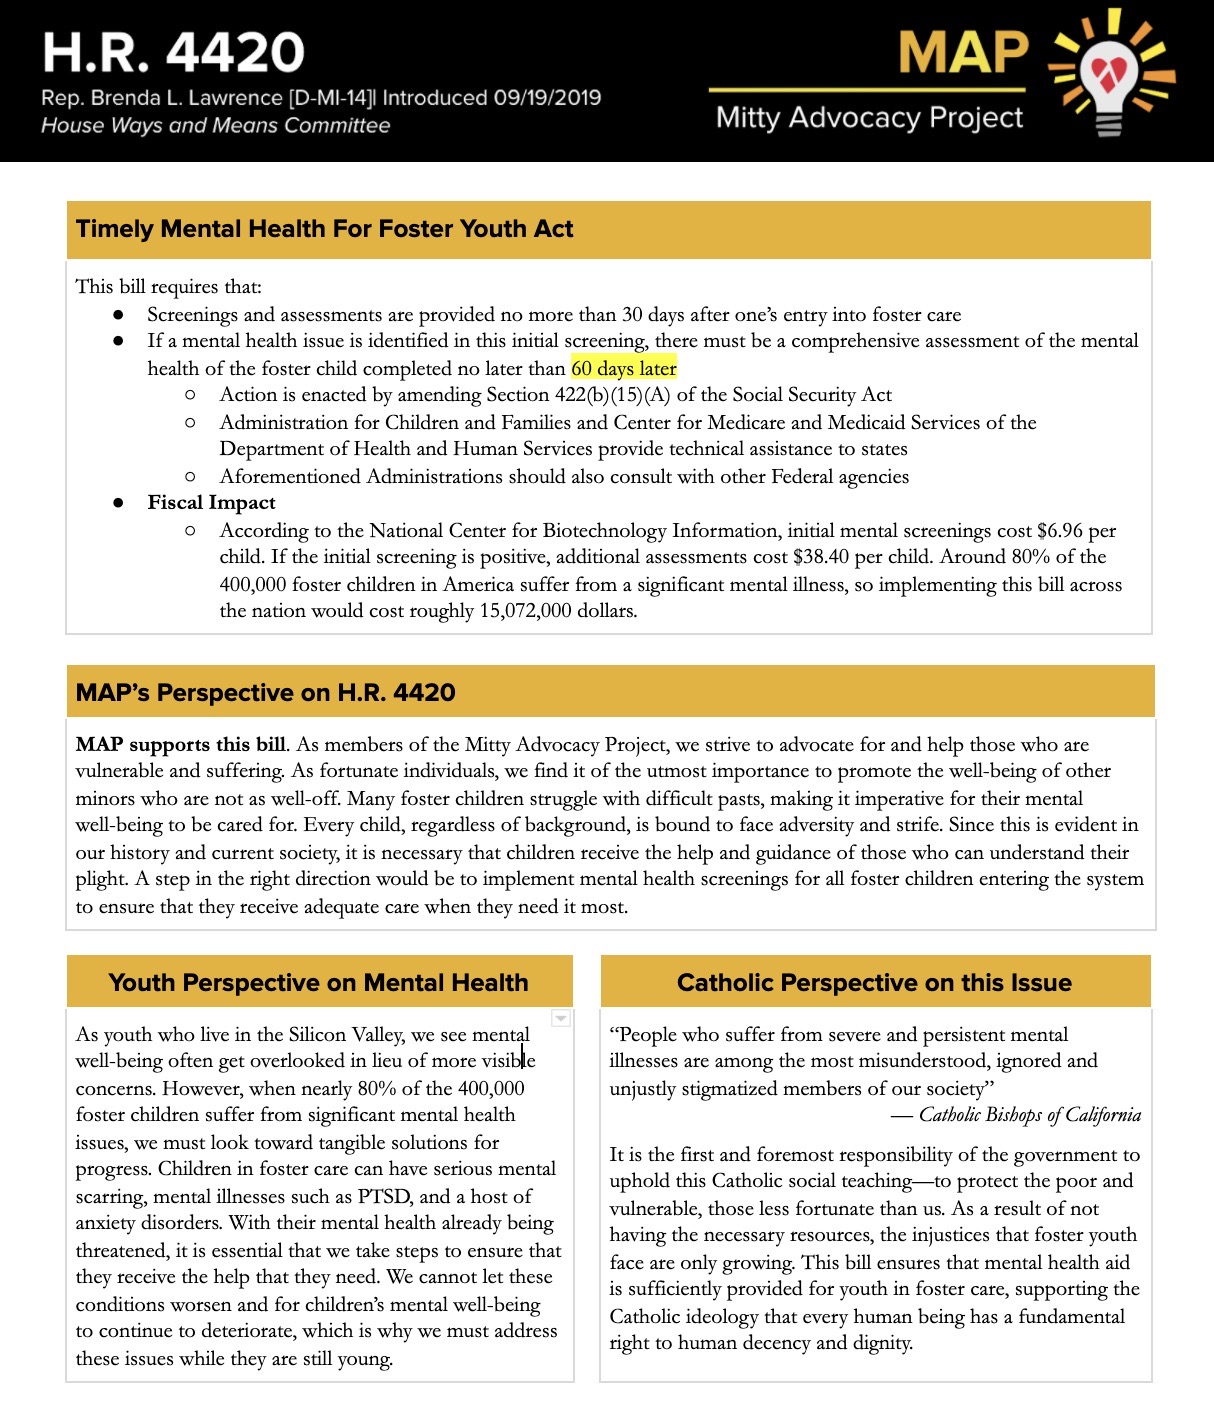 H.R. 4420
Rep. Brenda L. Lawrence [D-MI-14]| Introduced 09/19/2019
House Ways and Means Committee
MAP
Mitty Advocacy Project
Timely Mental Health For Foster Youth Act
This bill requires that:
● Screenings and assessments are provided no more than 30 days after one’s entry into foster care
● If a mental health issue is identified in this initial screening, there must be a comprehensive assessment of the mental
health of the foster child completed no later than 60 days later
○ Action is enacted by amending Section 422(b)(15)(A) of the Social Security Act
○ Administration for Children and Families and Center for Medicare and Medicaid Services of the
Department of Health and Human Services provide technical assistance to states
○ Aforementioned Administrations should also consult with other Federal agencies
● Fiscal Impact
○ According to the National Center for Biotechnology Information, initial mental screenings cost $6.96 per
child. If the initial screening is positive, additional assessments cost $38.40 per child. Around 80% of the
400,000 foster children in America suffer from a significant mental illness, so implementing this bill across
the nation would cost roughly 15,072,000 dollars.
MAP’s Perspective on H.R. 4420
MAP supports this bill. As members of the Mitty Advocacy Project, we strive to advocate for and help those who are
vulnerable and suffering. As fortunate individuals, we find it of the utmost importance to promote the well-being of other
minors who are not as well-off. Many foster children struggle with difficult pasts, making it imperative for their mental
well-being to be cared for. Every child, regardless of background, is bound to face adversity and strife. Since this is evident in
our history and current society, it is necessary that children receive the help and guidance of those who can understand their
plight. A step in the right direction would be to implement mental health screenings for all foster children entering the system
to ensure that they receive adequate care when they need it most.
Youth Perspective on Mental Health
As youth who live in the Silicon Valley, we see mental
well-being often get overlooked in lieu of more visible
concerns. However, when nearly 80% of the 400,000
foster children suffer from significant mental health
issues, we must look toward tangible solutions for
progress. Children in foster care can have serious mental
scarring, mental illnesses such as PTSD, and a host of
anxiety disorders. With their mental health already being
threatened, it is essential that we take steps to ensure that
they receive the help that they need. We cannot let these
conditions worsen and for children’s mental well-being
to continue to deteriorate, which is why we must address
these issues while they are still young.
Catholic Perspective on this Issue
“People who suffer from severe and persistent mental
illnesses are among the most misunderstood, ignored and
unjustly stigmatized members of our society”
— Catholic Bishops of California
It is the first and foremost responsibility of the government to
uphold this Catholic social teaching—to protect the poor and
vulnerable, those less fortunate than us. As a result of not
having the necessary resources, the injustices that foster youth
face are only growing. This bill ensures that mental health aid
is sufficiently provided for youth in foster care, supporting the
Catholic ideology that every human being has a fundamental
right to human decency and dignity.